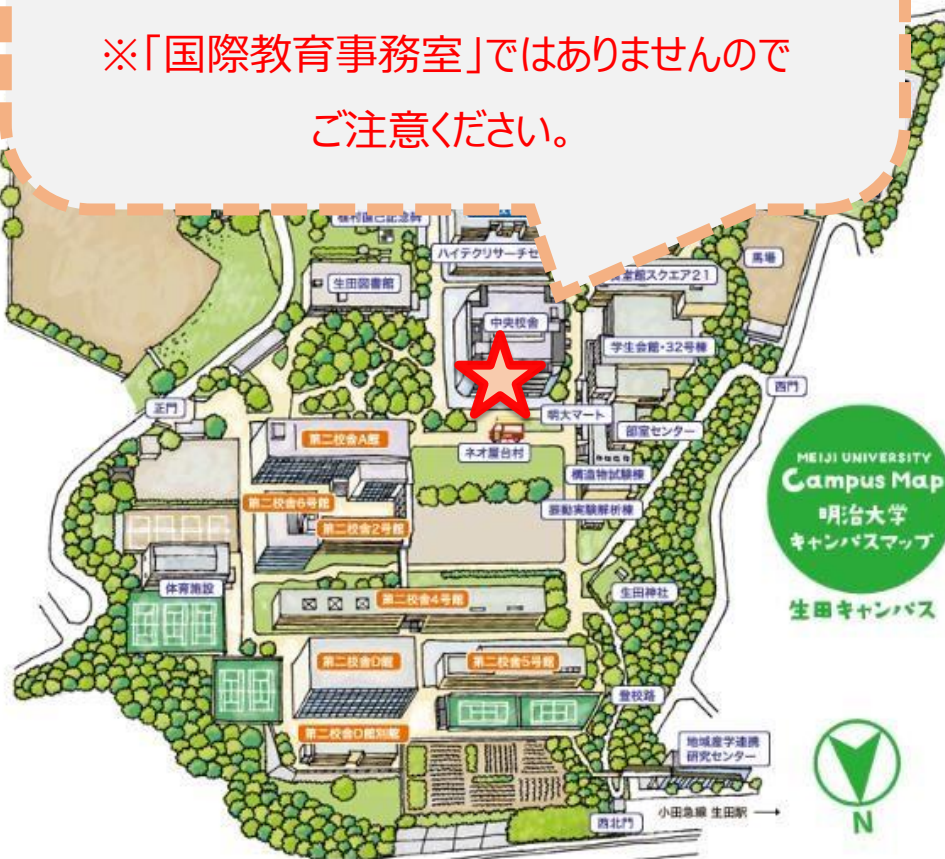 ※「国際教育事務室」ではありませんので
ご注意ください。
ハイテクリサーチセ
生田図書館
馬場
室館スクエア21
中央校舎
学生会館・32号棟
西門
正門
明大マート
部室センター
第二校舎A館
ネオ屋台村
構造物試験棟
MEIJI UNIVERSITY
Campus Map
明治大学
キャンパスマップ
生田キャンパス
第二校舎6号館
振動実験解析棟
第二校舎2号館
体育施設
第二校舎4号館
生田神社
第二校舎D館
第二校舎5号館
登校路
第二校舎D館別館
地域産学連携
研究センター
小田急線 生田駅 →
西北門
N